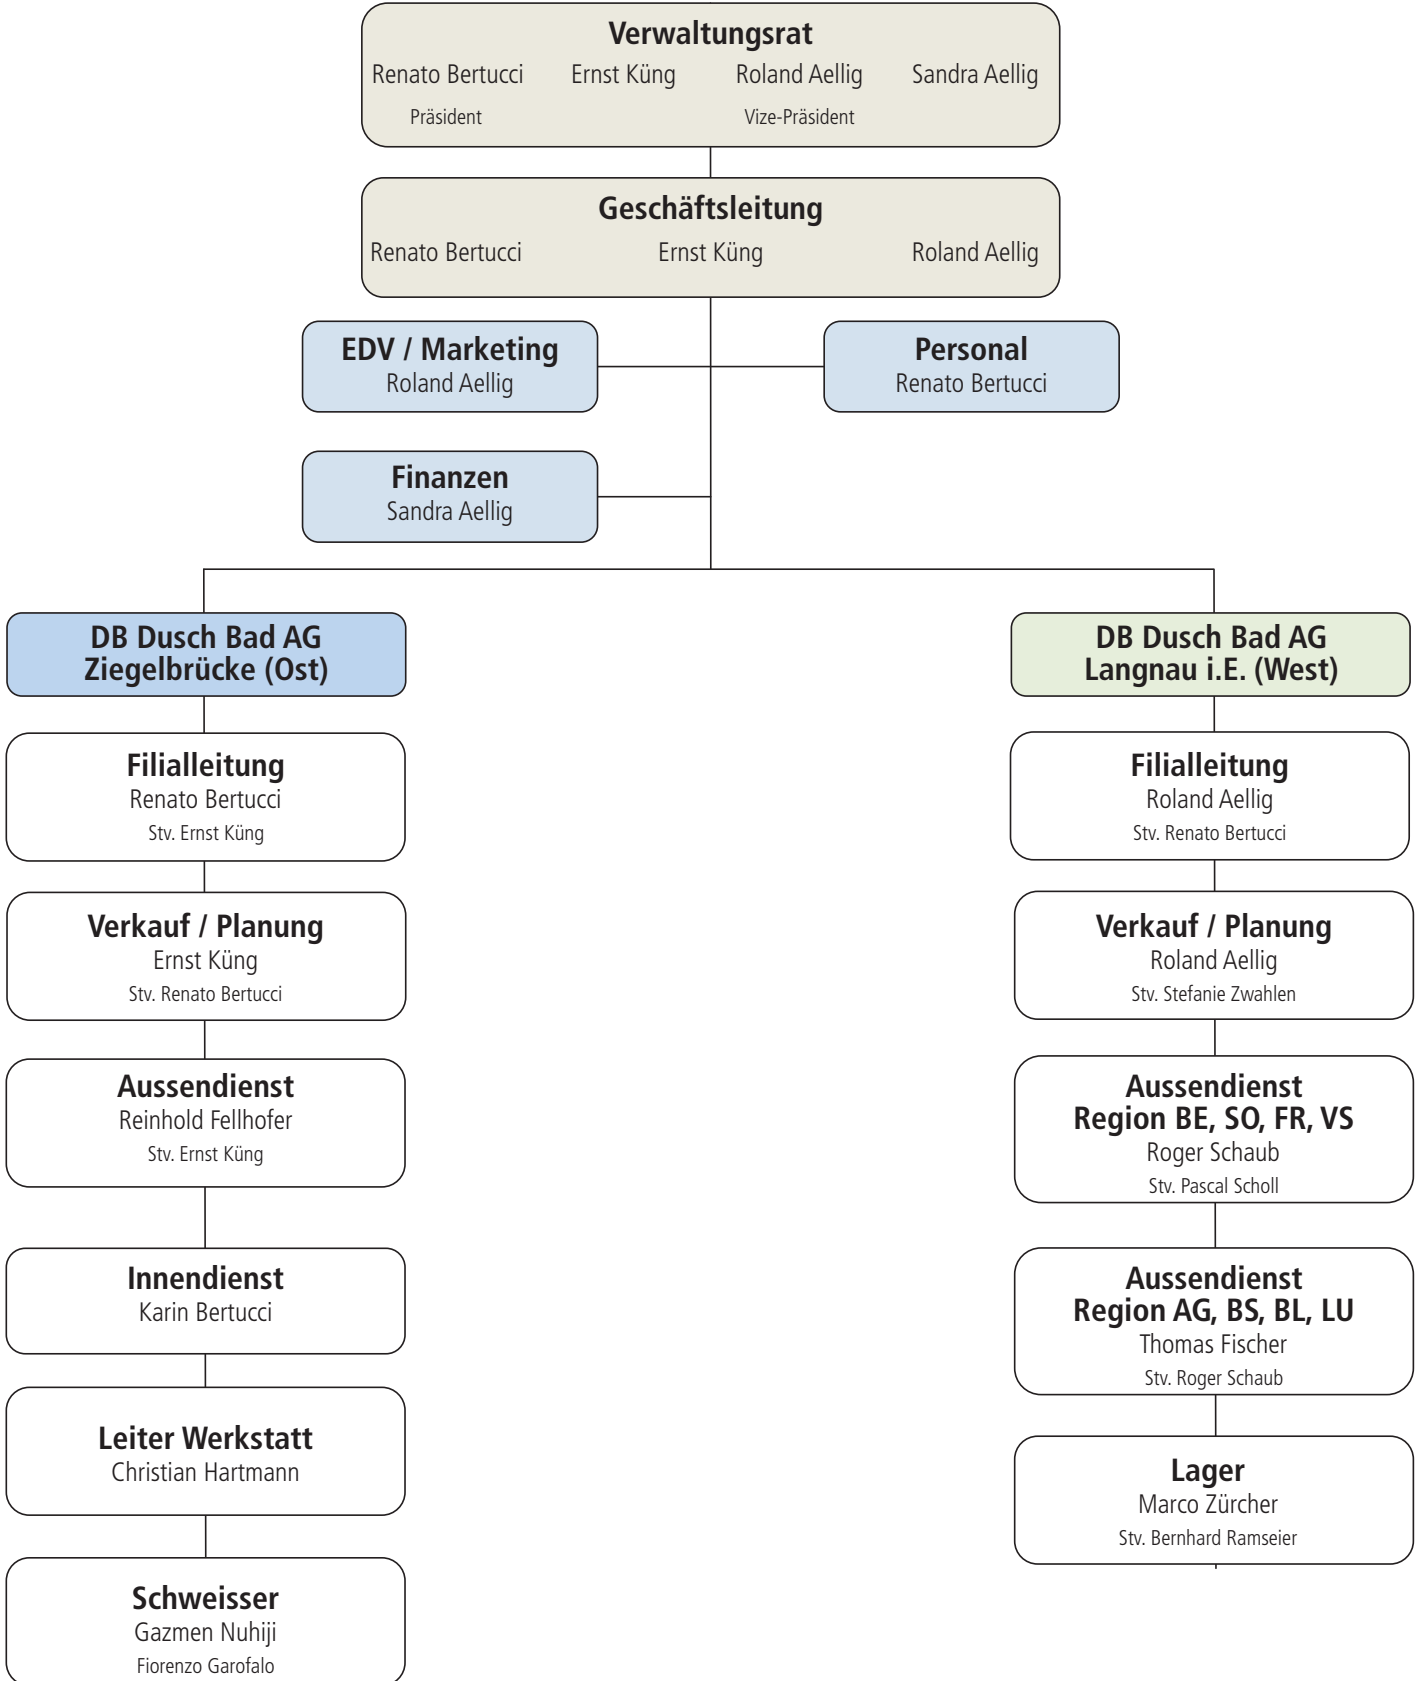 Verwaltungsrat
Renato Bertucci Ernst Küng Roland Aellig Sandra Aellig
Präsident Vize-Präsident
Geschäftsleitung
Renato Bertucci Ernst Küng Roland Aellig
EDV / Marketing
Roland Aellig
Personal
Renato Bertucci
Finanzen
Sandra Aellig
DB Dusch Bad AG
Ziegelbrücke (Ost)
Filialleitung
Renato Bertucci
Stv. Ernst Küng
Verkauf / Planung
Ernst Küng
Stv. Renato Bertucci
Aussendienst
Reinhold Fellhofer
Stv. Ernst Küng
Innendienst
Karin Bertucci
Leiter Werkstatt
Christian Hartmann
Schweisser
Gazmen Nuhiji
Fiorenzo Garofalo
DB Dusch Bad AG
Langnau i.E. (West)
Filialleitung
Roland Aellig
Stv. Renato Bertucci
Verkauf / Planung
Roland Aellig
Stv. Stefanie Zwahlen
Aussendienst
Region BE, SO, FR, VS
Roger Schaub
Stv. Pascal Scholl
Aussendienst
Region AG, BS, BL, LU
Thomas Fischer
Stv. Roger Schaub
Lager
Marco Zürcher
Stv. Bernhard Ramseier